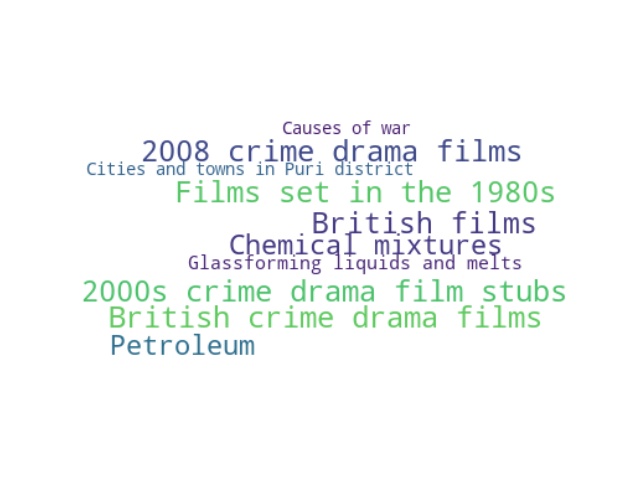 Causes of war
2008 crime drama films
Cities and towns in Puri district
Films set in the 1980s
British films
Chemical mixtures
Glassforming liquids and melts
2000s crime drama film stubs
British crime drama films
Petroleum